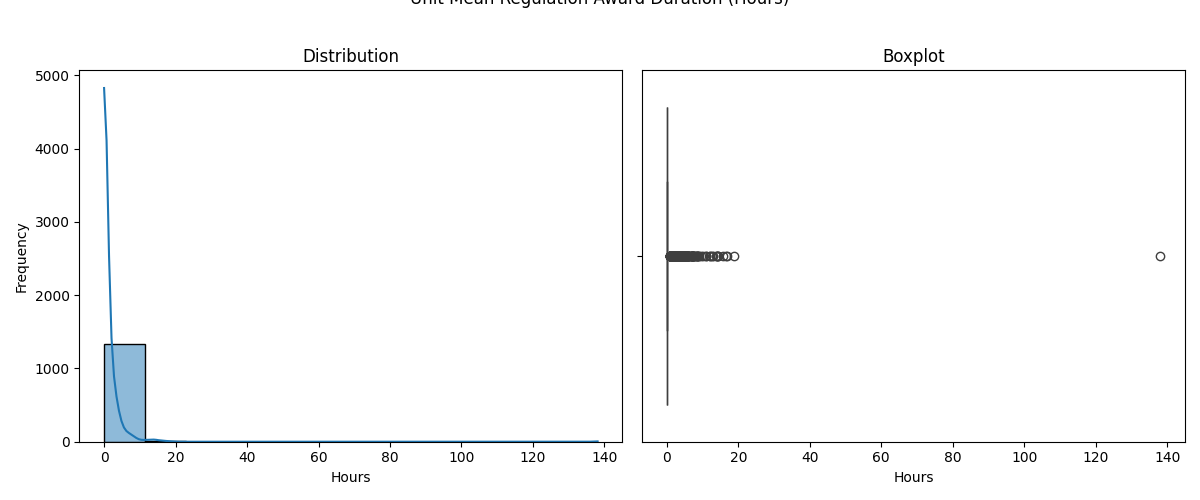 Unit Mean Regulation Award Duration (Hours)
Distribution
Boxplot
5000
4000
3000
2000
1000
0
Frequency
0 20 40 60 80 100 120 140
Hours
0 20 40 60 80 100 120 140
Hours